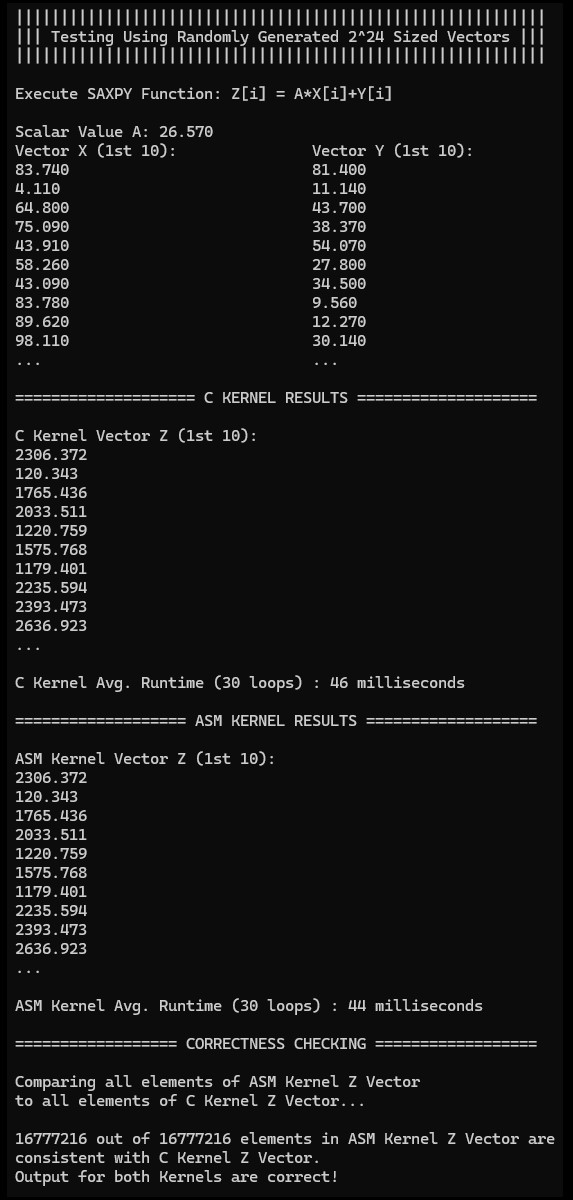 |||||||||||||||||||||||||||||||||||||||||||||||||||||||||||
||| Testing Using Randomly Generated 2^24 Sized Vectors |||
|||||||||||||||||||||||||||||||||||||||||||||||||||||||||||
Execute SAXPY Function: Z[i] = A*X[i]+Y[i]
Scalar Value A: 26.570
Vector X (1st 10):               Vector Y (1st 10):
83.740                           81.400
4.110                            11.140
64.800                           43.700
75.090                           38.370
43.910                           54.070
58.260                           27.800
43.090                           34.500
83.780                           9.560
89.620                           12.270
98.110                           30.140
...                              ...
==================== C KERNEL RESULTS ====================
C Kernel Vector Z (1st 10):
2306.372
120.343
1765.436
2033.511
1220.759
1575.768
1179.401
2235.594
2393.473
2636.923
...
C Kernel Avg. Runtime (30 loops) : 46 milliseconds
=================== ASM KERNEL RESULTS ===================
ASM Kernel Vector Z (1st 10):
2306.372
120.343
1765.436
2033.511
1220.759
1575.768
1179.401
2235.594
2393.473
2636.923
...
ASM Kernel Avg. Runtime (30 loops) : 44 milliseconds
================== CORRECTNESS CHECKING ==================
Comparing all elements of ASM Kernel Z Vector
to all elements of C Kernel Z Vector...
16777216 out of 16777216 elements in ASM Kernel Z Vector are
consistent with C Kernel Z Vector.
Output for both Kernels are correct!